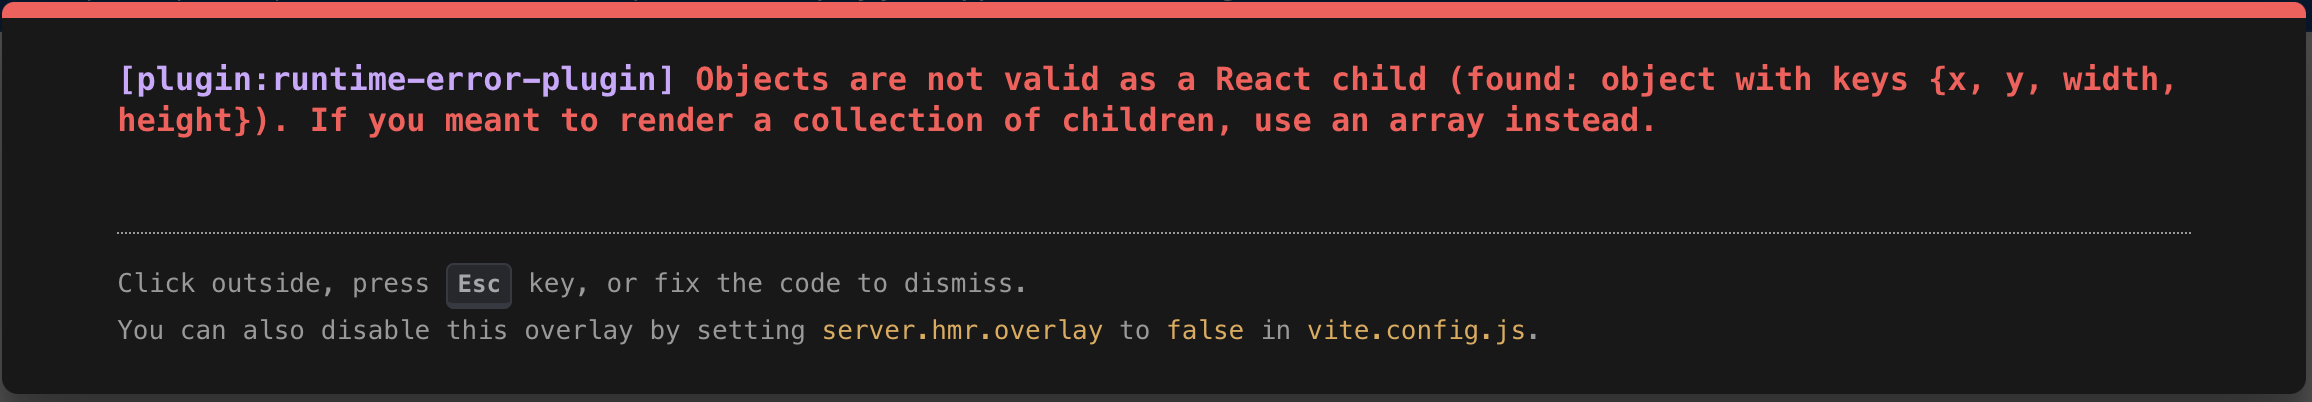 [plugin:runtime-error-plugin] Objects are not valid as a React child (found: object with keys {x, y, width,
height}). If you meant to render a collection of children, use an array instead.
Click outside, press Esc key, or fix the code to dismiss.
You can also disable this overlay by setting server.hmr.overlay to false in vite.config.js.